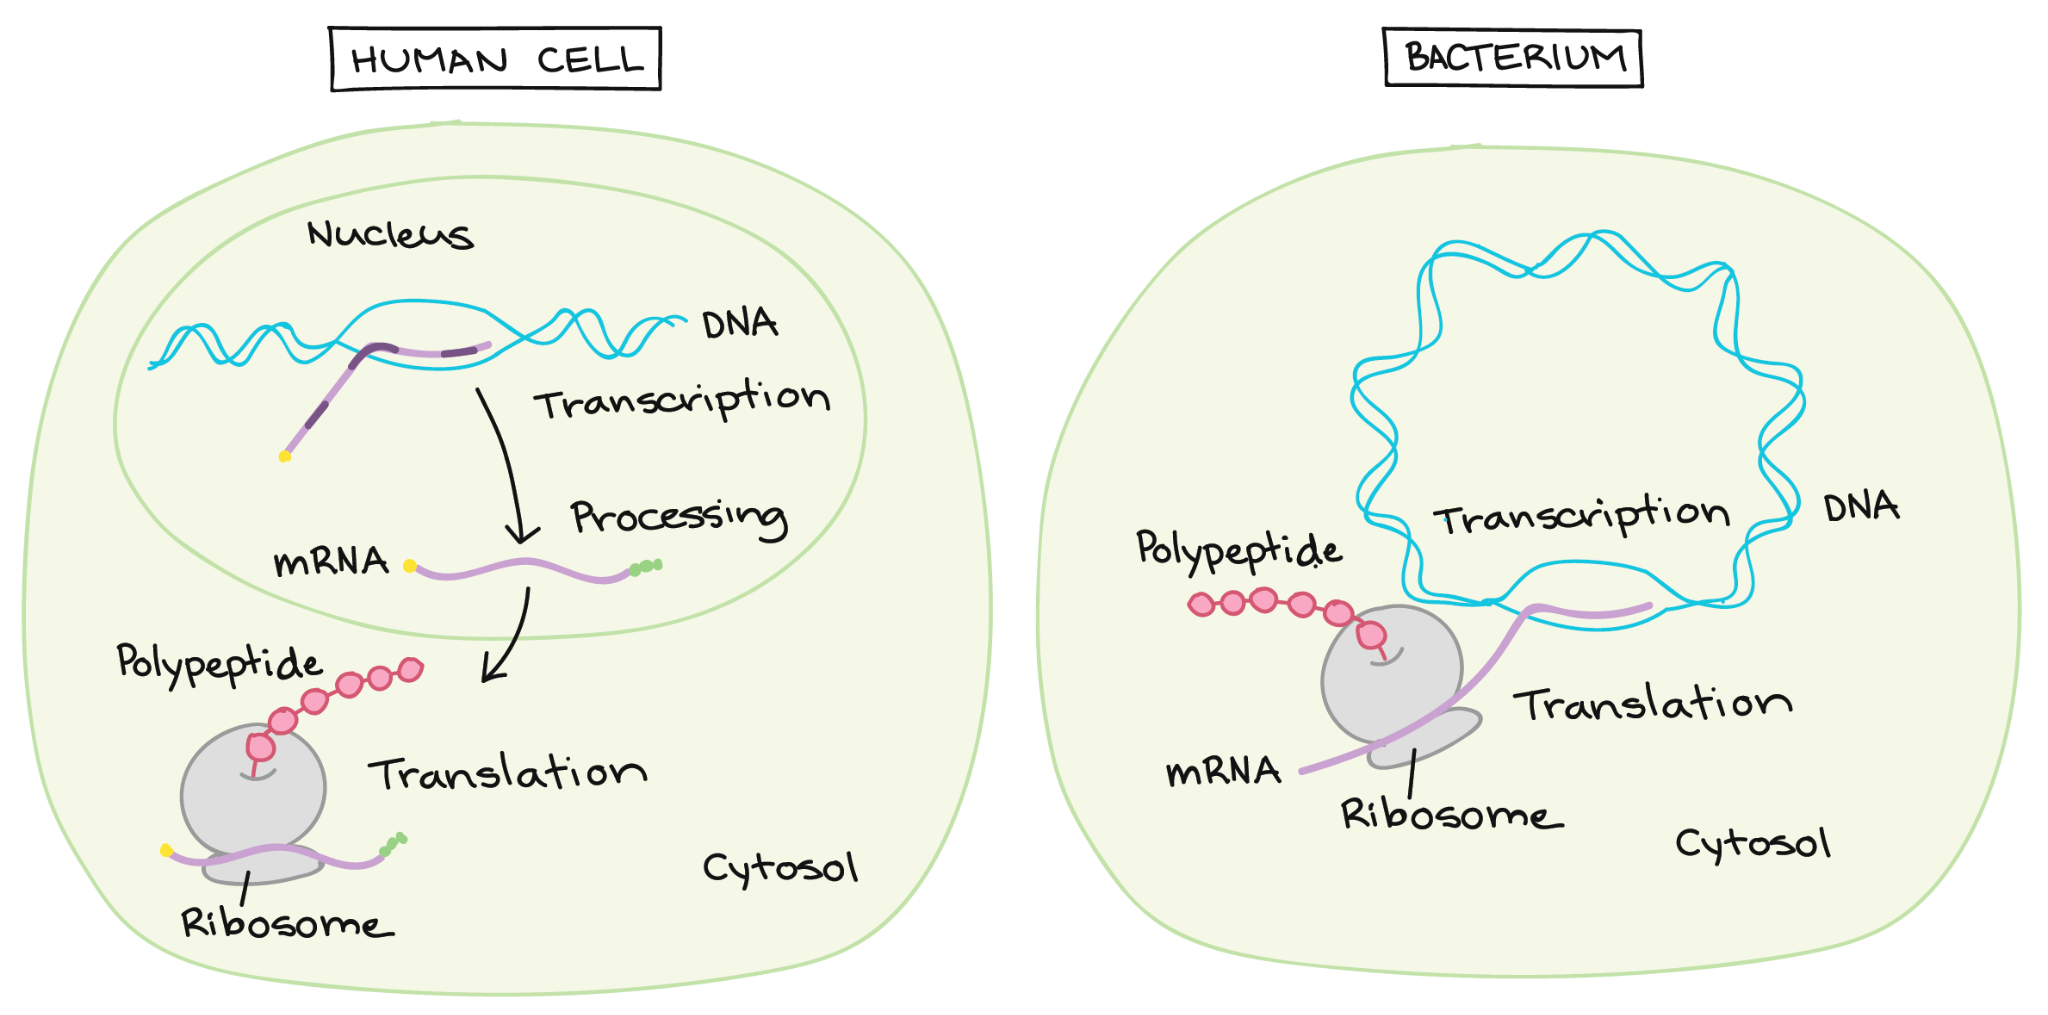 HUMAN CELL
Nucleus
DNA
Transcription
Processing
mRNA
Polypeptide
Translation
Cytosol
Ribosome
BACTERIUM
DNA
Transcription
Polypeptide
Translation
mRNA
Ribosome
Cytosol